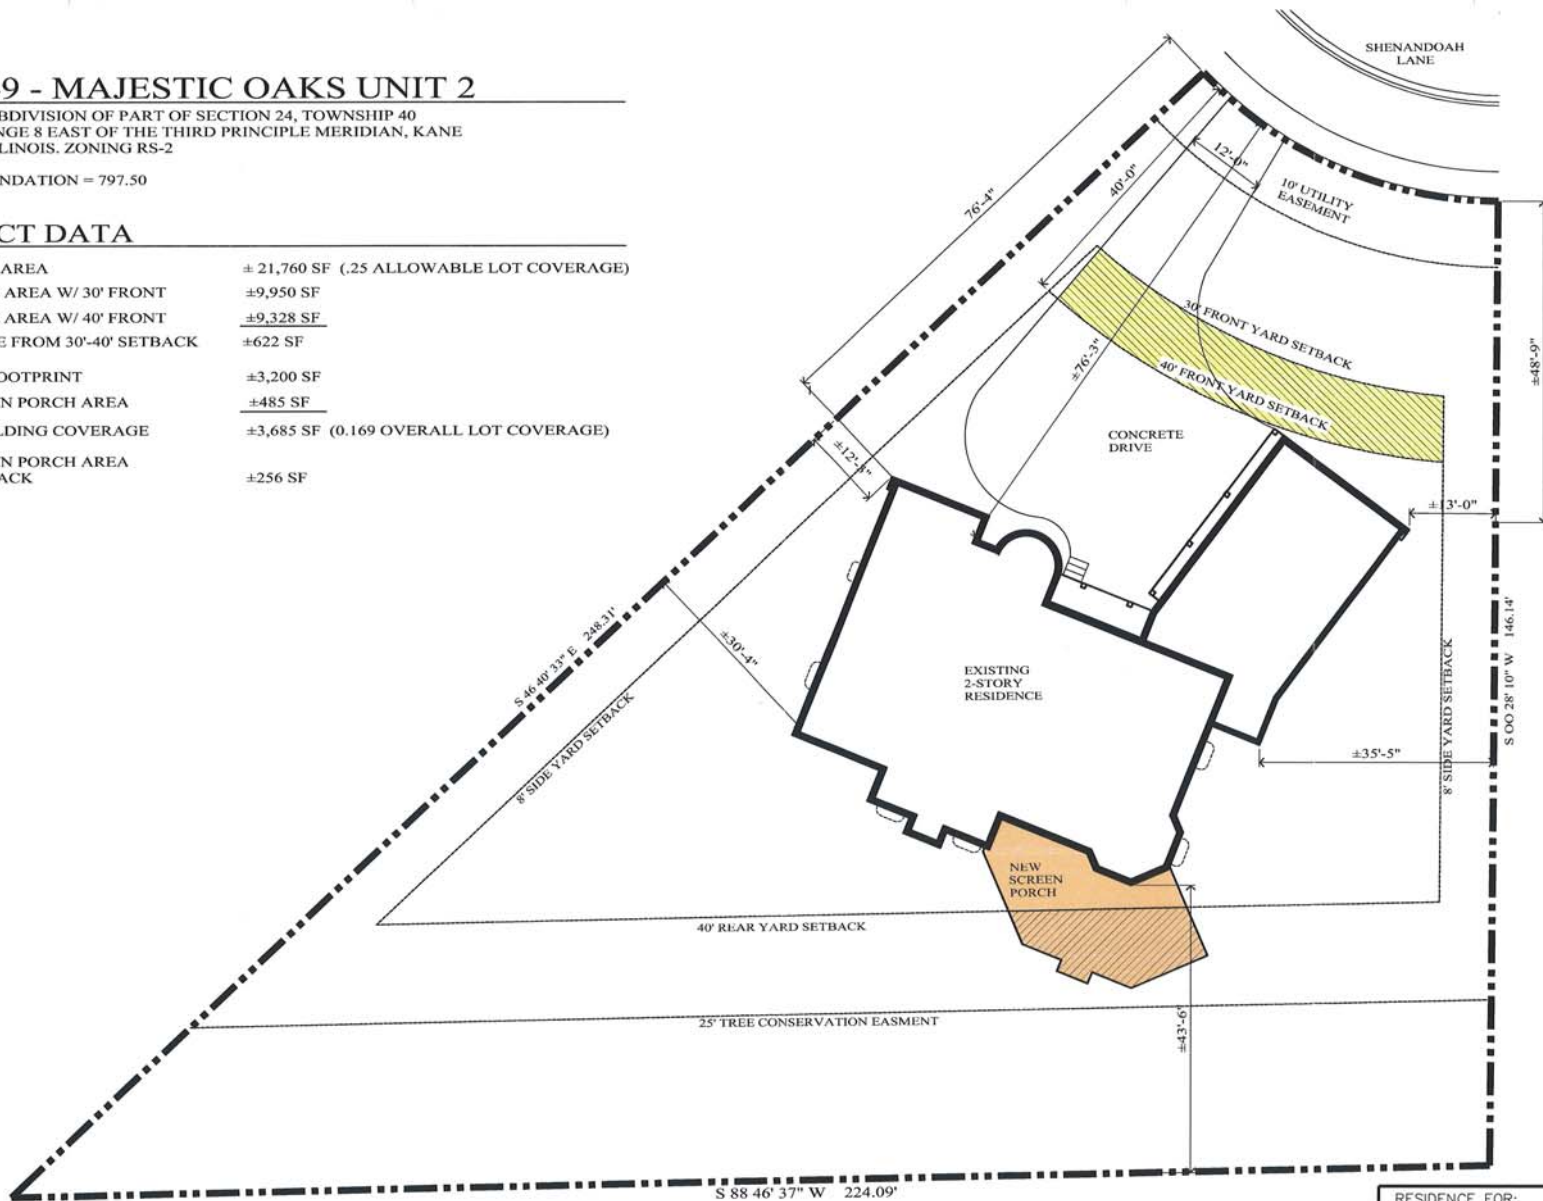 9 - MAJESTIC OAKS UNIT 2
BDIVISION OF PART OF SECTION 24, TOWNSHIP 40
NGE 8 EAST OF THE THIRD PRINCIPLE MERIDIAN, KANE
LINOIS. ZONING RS-2
NDATION = 797.50
CT DATA
AREA ± 21,760 SF (.25 ALLOWABLE LOT COVERAGE)
AREA W/ 30' FRONT ±9,950 SF
AREA W/ 40' FRONT ±9,328 SF
E FROM 30'-40' SETBACK ±622 SF
OOTPRINT ±3,200 SF
N PORCH AREA ±485 SF
LDING COVERAGE ±3,685 SF (0.169 OVERALL LOT COVERAGE)
N PORCH AREA
ACK ±256 SF
SHENANDOAH
LANE
76'-4"
40'-0"
12'-0"
10' UTILITY
EASEMENT
±48'-9"
30' FRONT YARD SETBACK
40' FRONT YARD SETBACK
±76'-3"
CONCRETE
DRIVE
±13'-0"
S 46 40' 33" E 248.31'
±30'-4"
EXISTING
2-STORY
RESIDENCE
8' SIDE YARD SETBACK
±35'-5"
8' SIDE YARD SETBACK
S OO 28' 10" W 146.14'
NEW
SCREEN
PORCH
40' REAR YARD SETBACK
25' TREE CONSERVATION EASMENT
±43'-6"
S 88 46' 37" W 224.09'
RESIDENCE FOR: